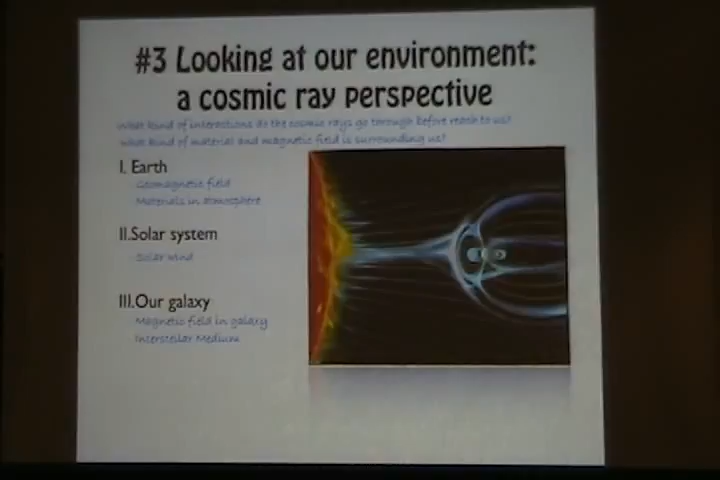 #3 Looking at our environment:
a cosmic ray perspective
What kind of interactions do the cosmic rays go through before reach to us?
What kind of material and magnetic field is surrounding us?
I. Earth
Geomagnetic field
Materials in atmosphere
II.Solar system
Solar wind
III.Our galaxy
Magnetic field in galaxy
Interstellar Medium